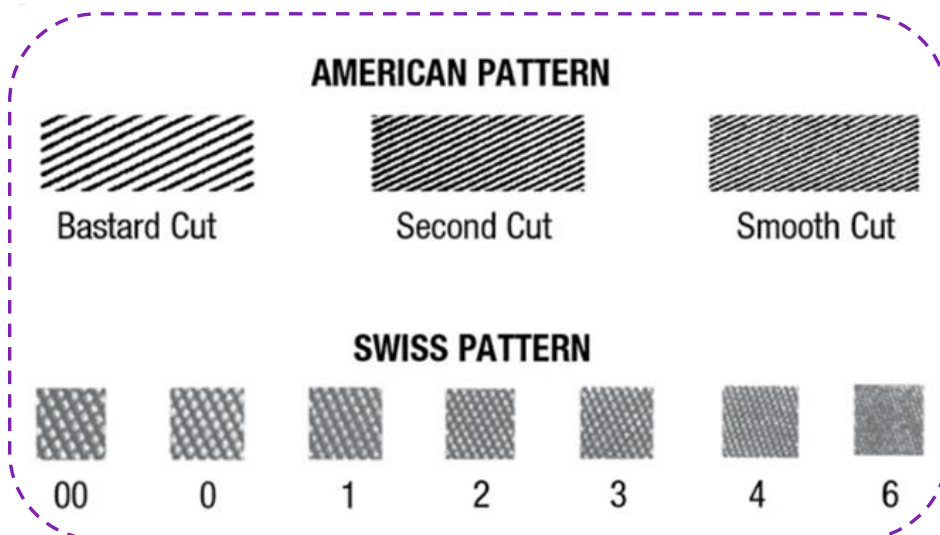 AMERICAN PATTERN
Bastard Cut Second Cut Smooth Cut
SWISS PATTERN
00 0 1 2 3 4 6